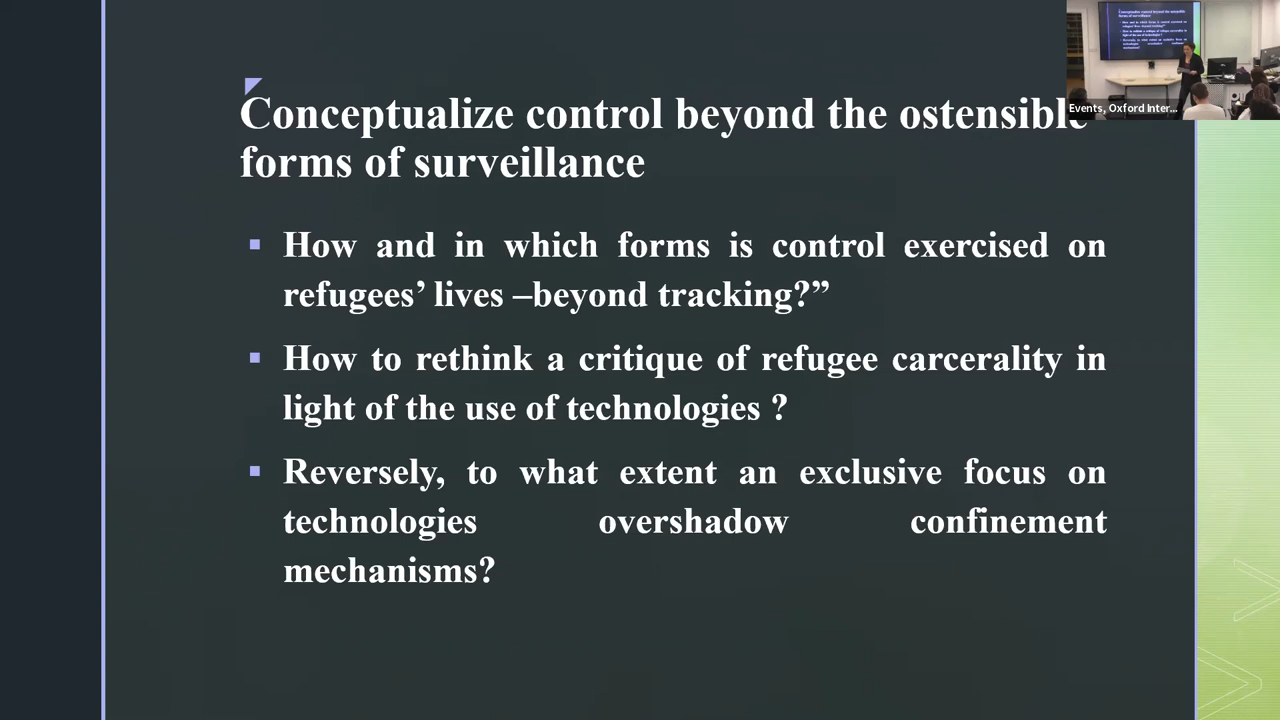 Conceptualize control beyond the ostensible
forms of surveillance
Events, Oxford Inter...
How and in which forms is control exercised on
refugees’ lives –beyond tracking?”
How to rethink a critique of refugee carcerality in
light of the use of technologies ?
Reversely, to what extent an exclusive focus on
technologies overshadow confinement
mechanisms?